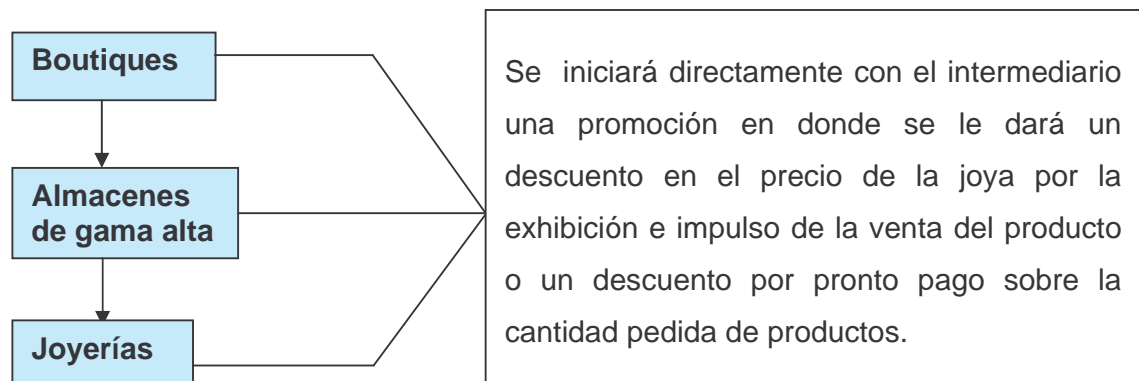 Boutiques
Almacenes
de gama alta
Joyerías
Se iniciará directamente con el intermediario
una promoción en donde se le dará un
descuento en el precio de la joya por la
exhibición e impulso de la venta del producto
o un descuento por pronto pago sobre la
cantidad pedida de productos.